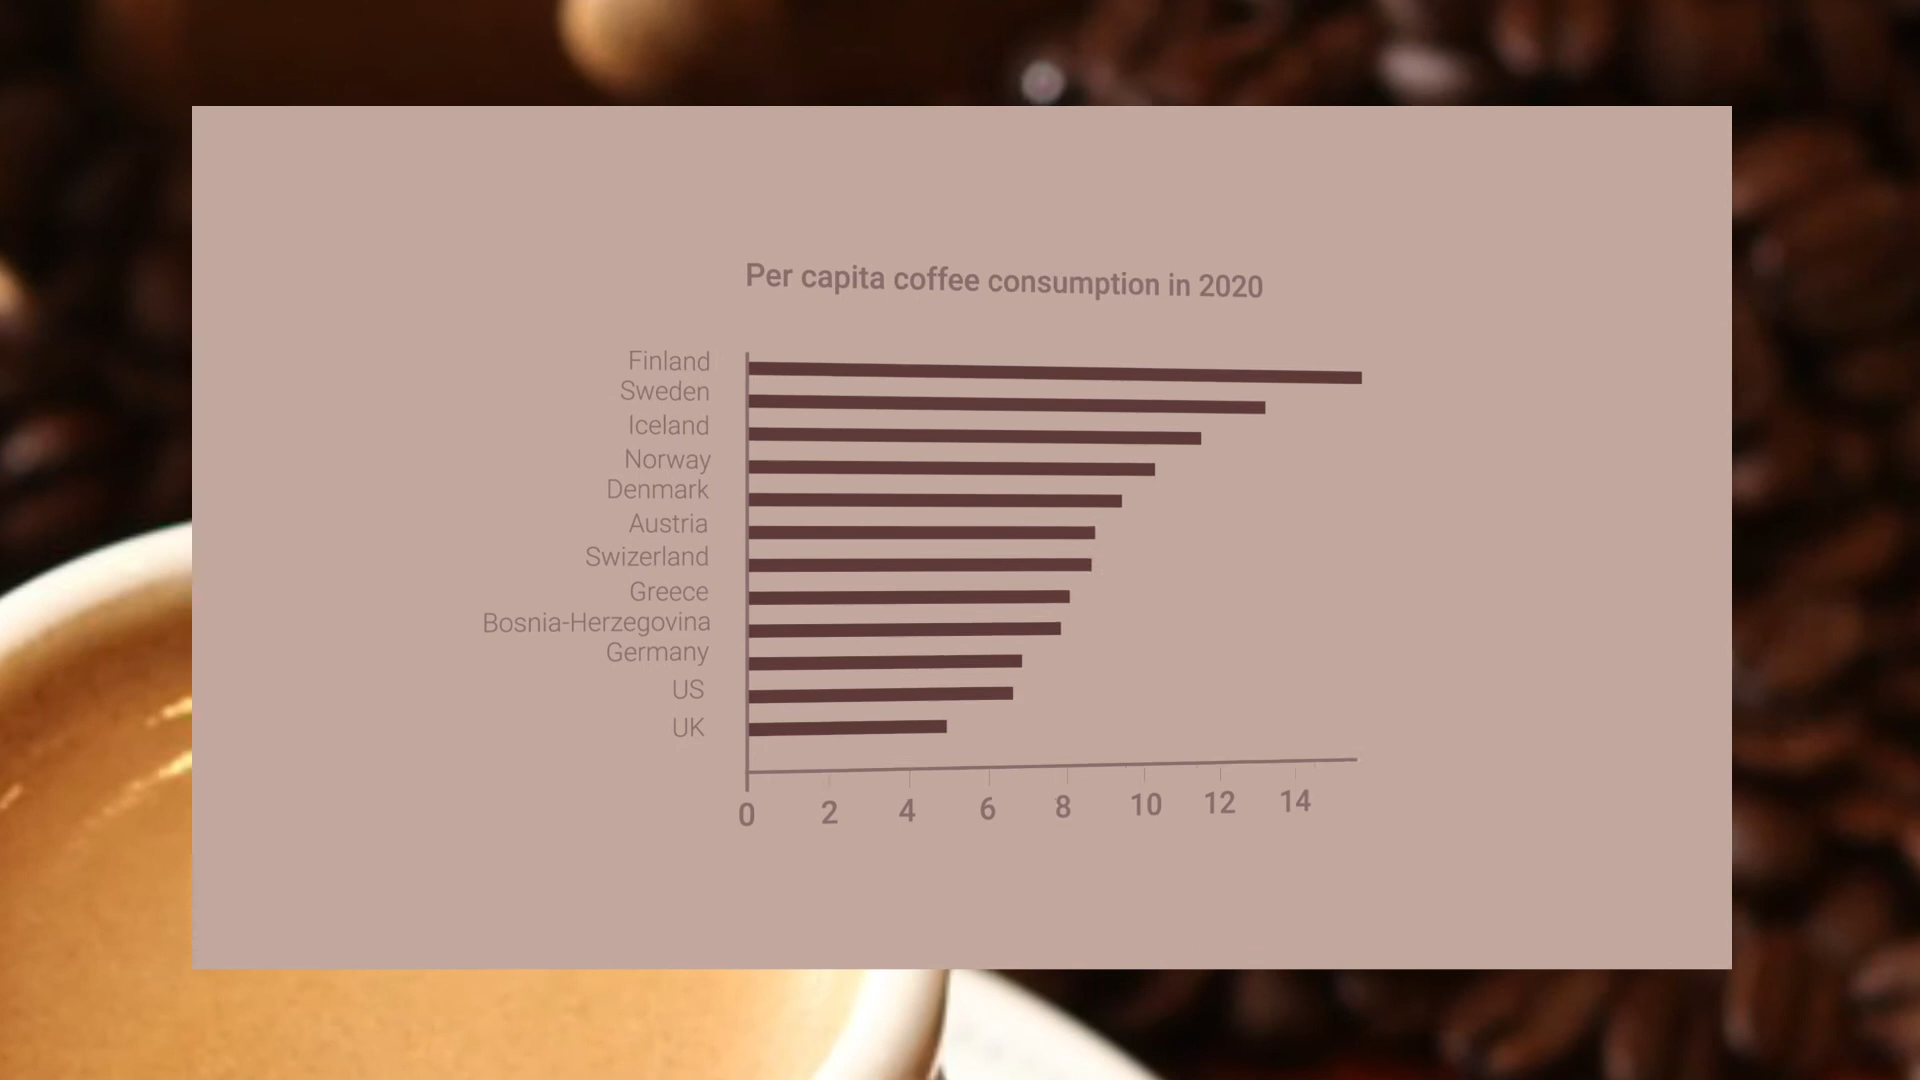 Per capita coffee consumption in 2020
Finland
Sweden
Iceland
Norway
Denmark
Austria
Swizerland
Greece
Bosnia-Herzegovina
Germany
US
UK
0 2 4 6 8 10 12 14